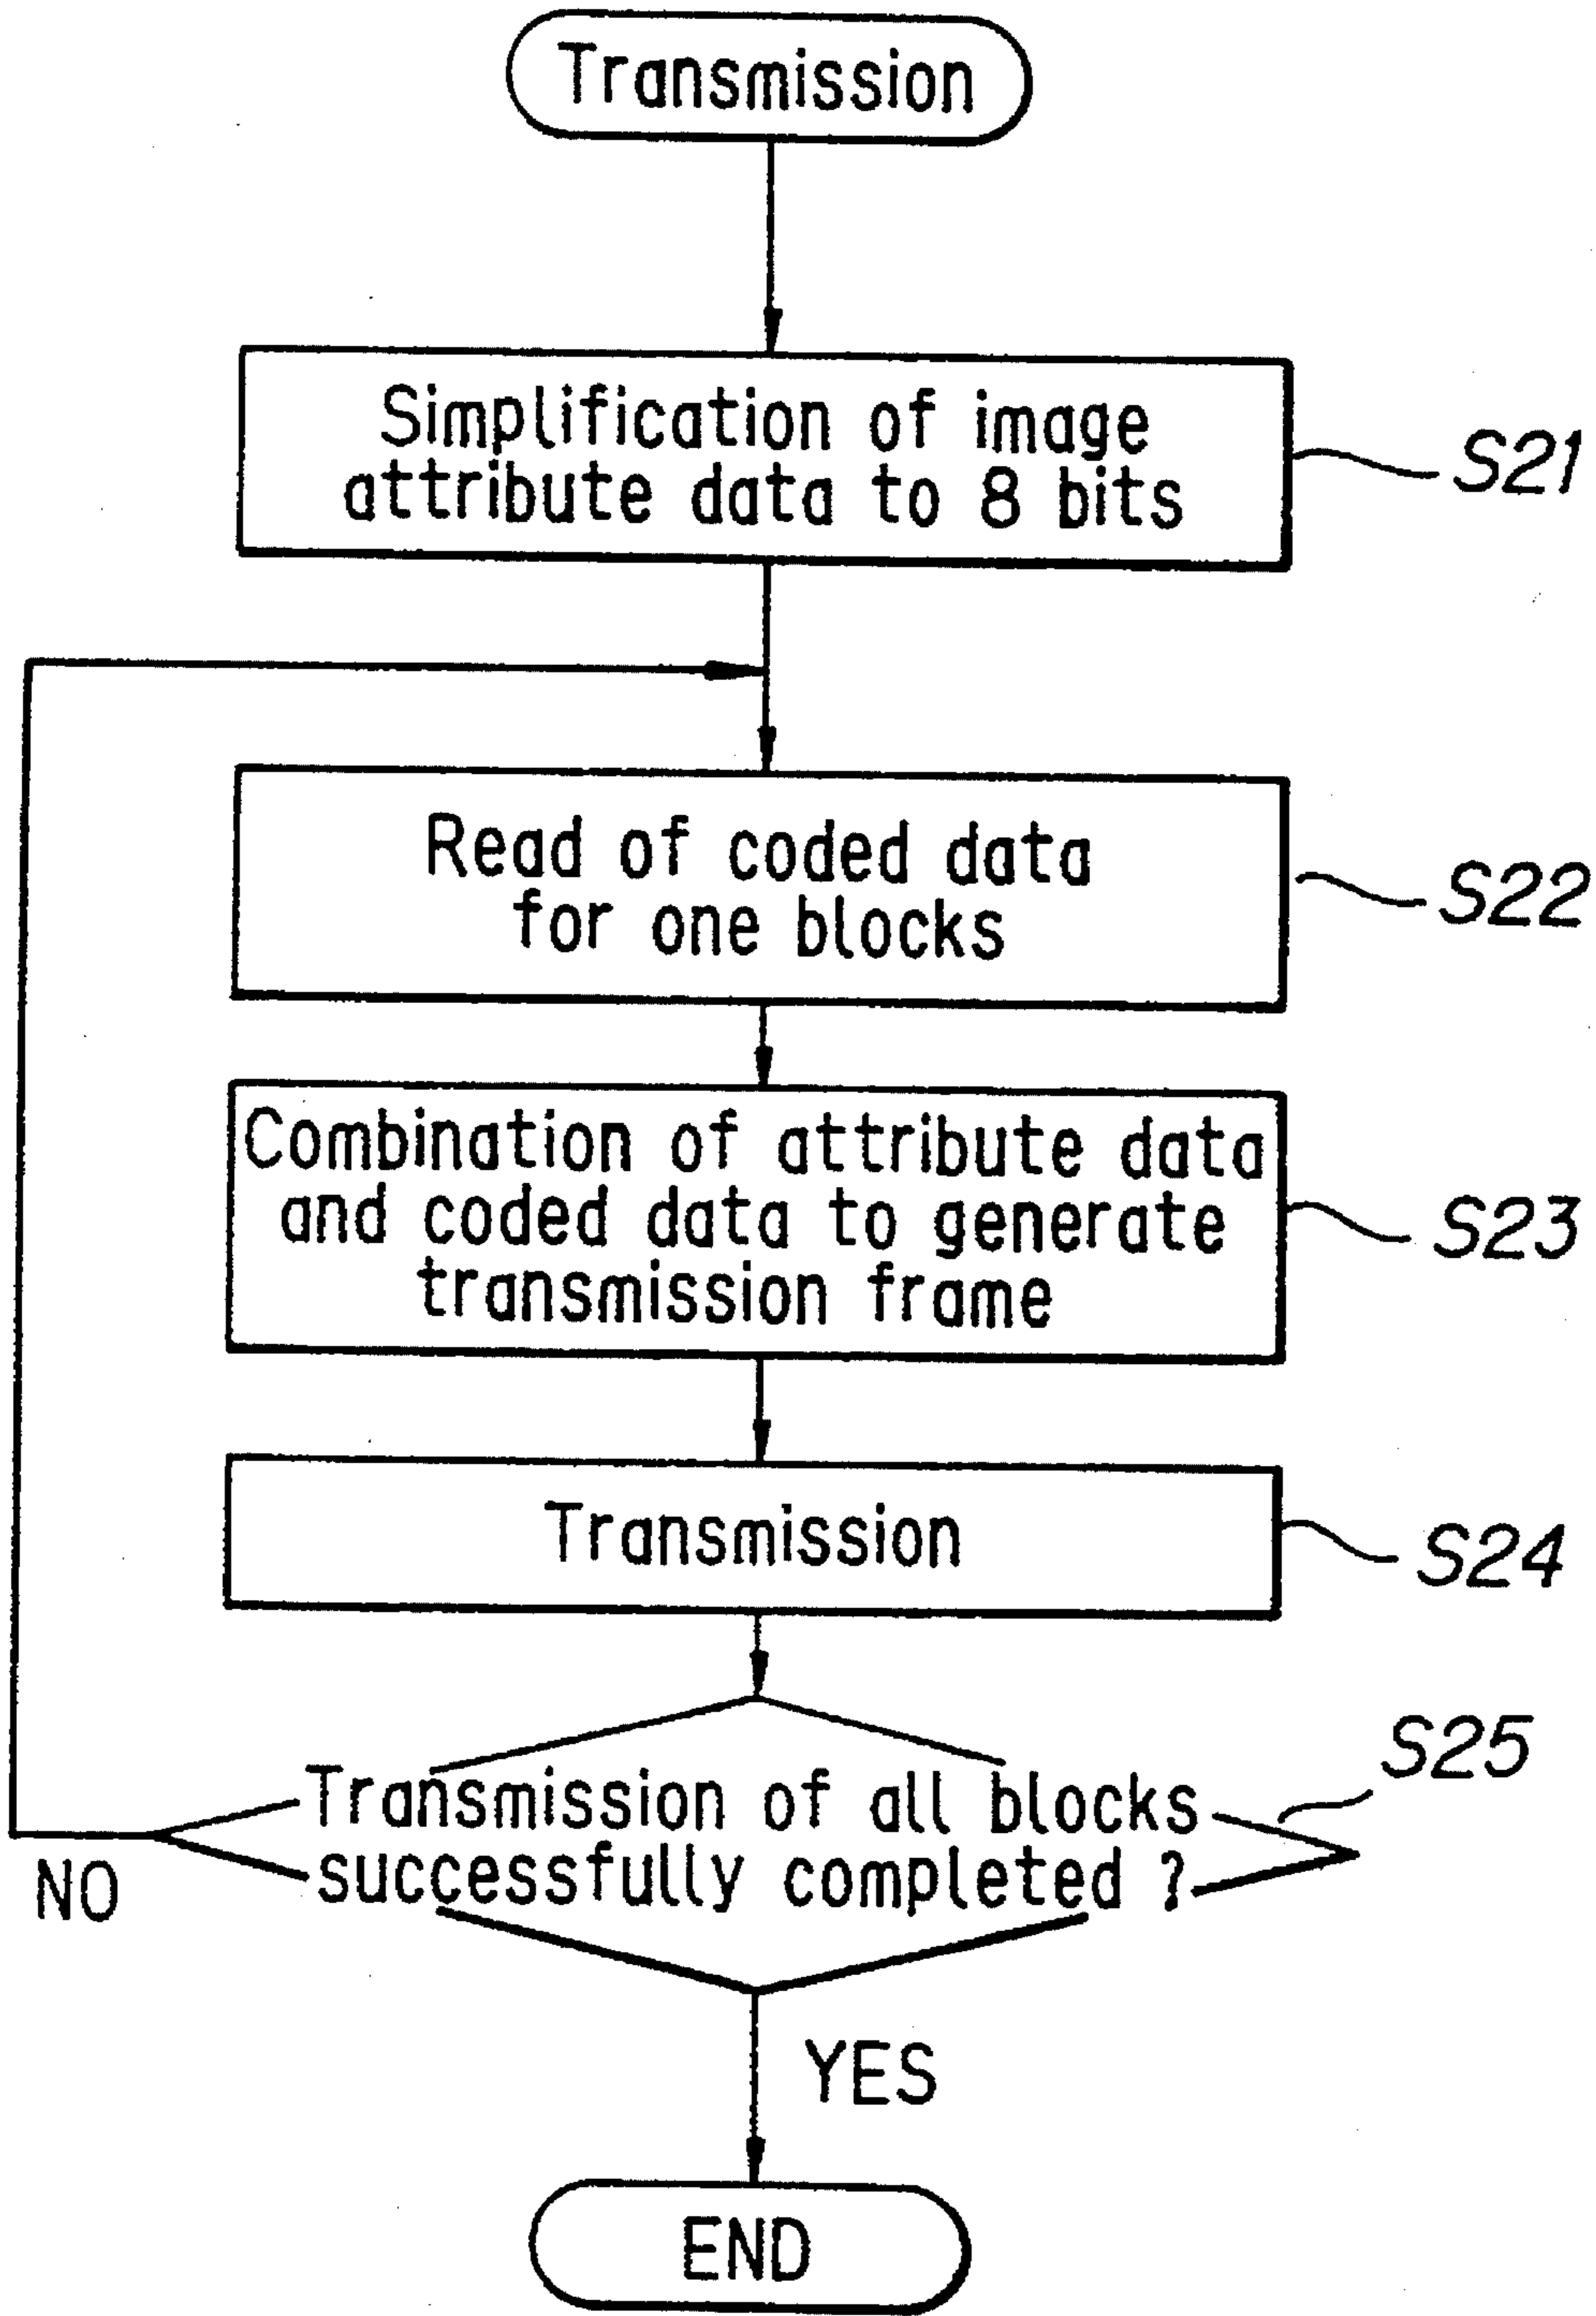 Transmission
Simplification of image
attribute data to 8 bits
S21
Read of coded data
for one blocks
S22
Combination of attribute data
and coded data to generate
transmission frame
S23
Transmission
S24
S25
Transmission of all blocks
successfully completed ?
NO
YES
END